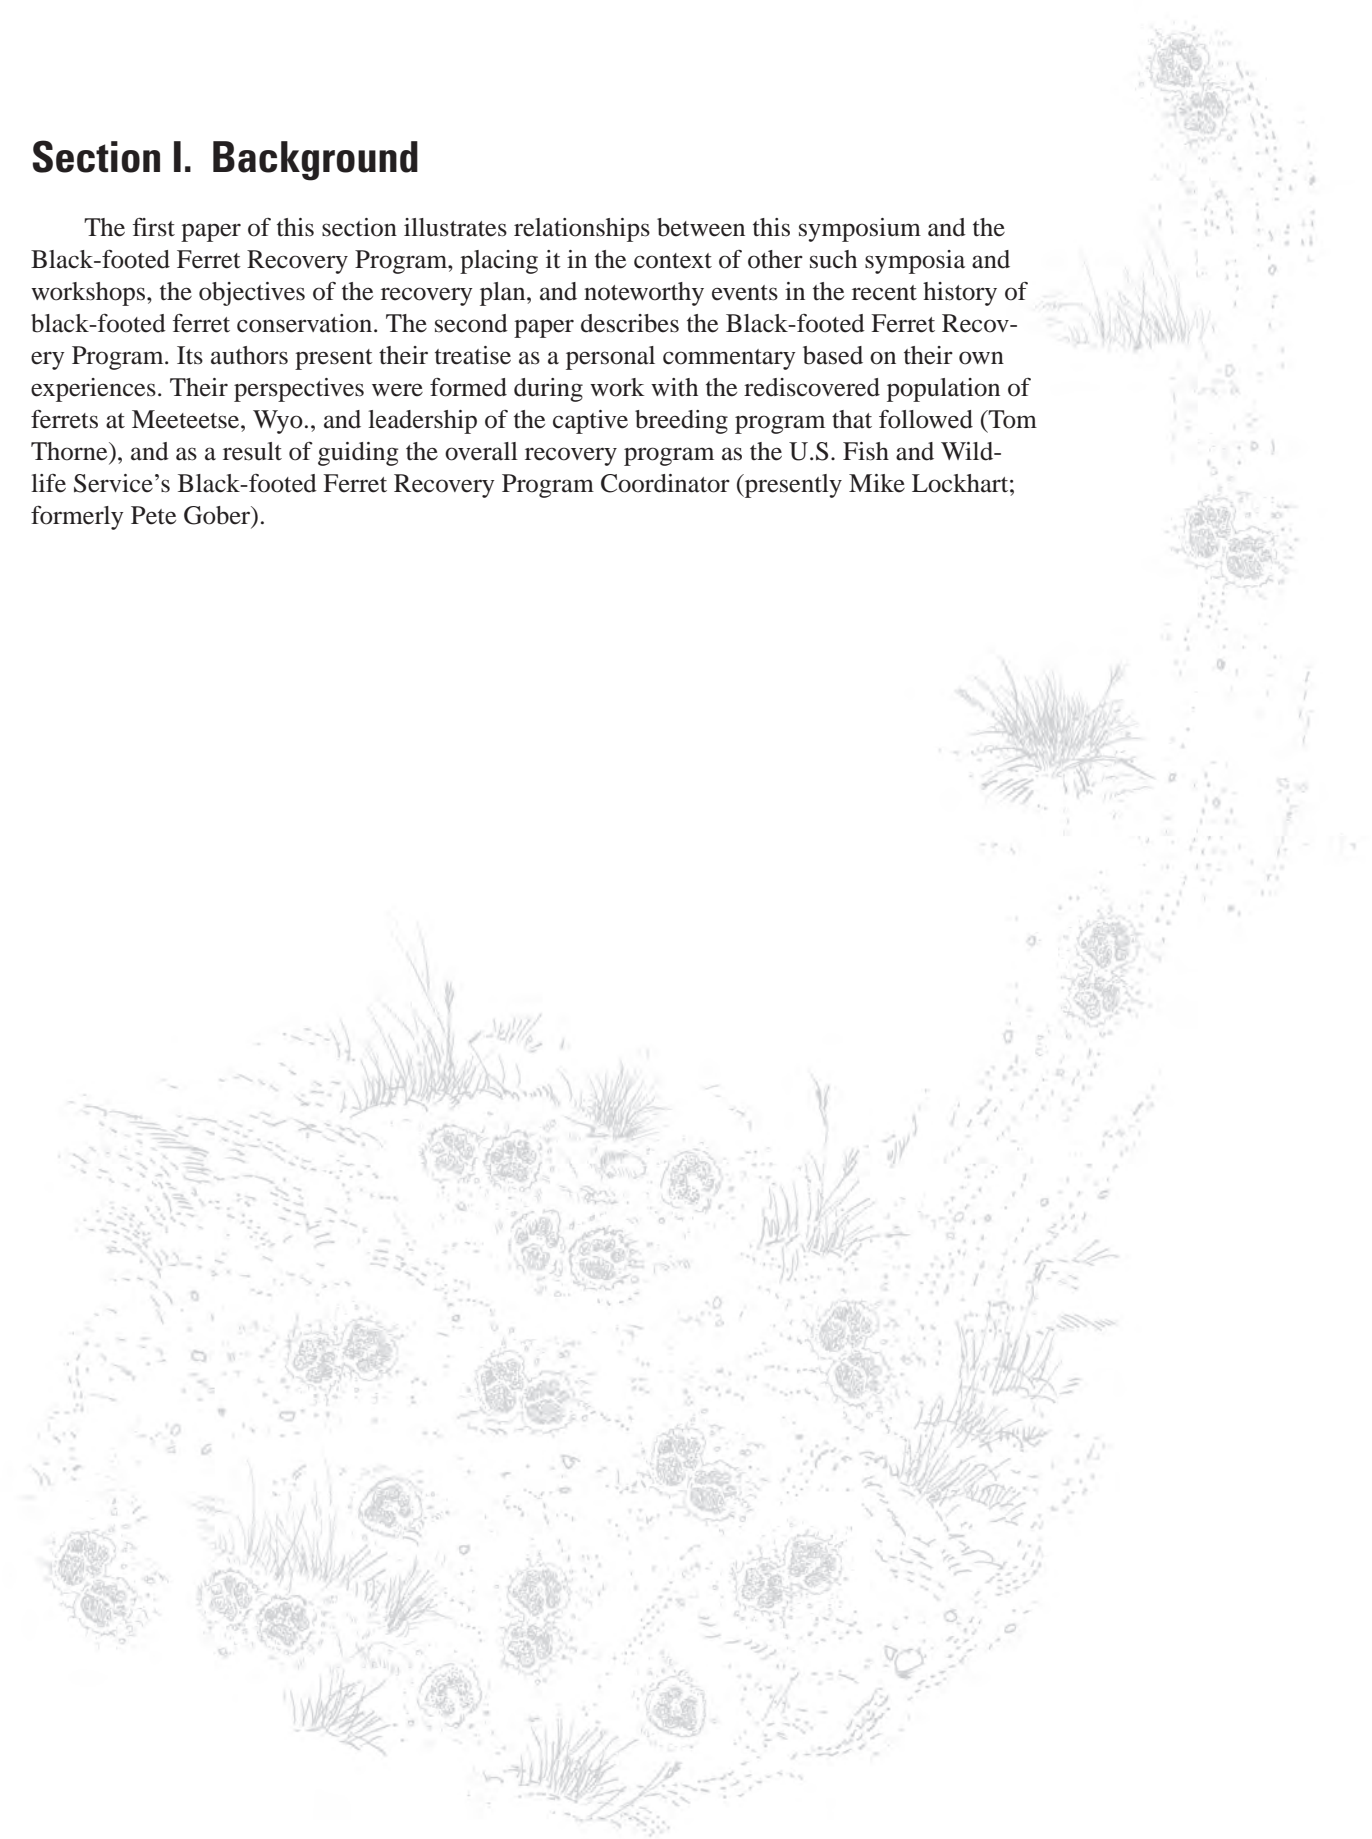 Section I. Background
The first paper of this section illustrates relationships between this symposium and the
Black-footed Ferret Recovery Program, placing it in the context of other such symposia and
workshops, the objectives of the recovery plan, and noteworthy events in the recent history of
black-footed ferret conservation. The second paper describes the Black-footed Ferret Recov-
ery Program. Its authors present their treatise as a personal commentary based on their own
experiences. Their perspectives were formed during work with the rediscovered population of
ferrets at Meeteetse, Wyo., and leadership of the captive breeding program that followed (Tom
Thorne), and as a result of guiding the overall recovery program as the U.S. Fish and Wild-
life Service’s Black-footed Ferret Recovery Program Coordinator (presently Mike Lockhart;
formerly Pete Gober).